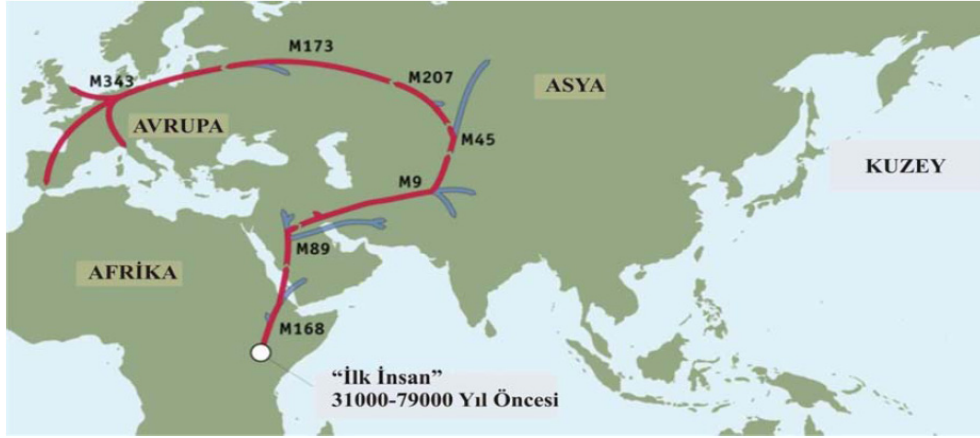 M173
M343
M207
ASYA
AVRUPA
M45
KUZEY
M9
M89
AFRİKA
M168
“İlk İnsan”
31000-79000 Yıl Öncesi